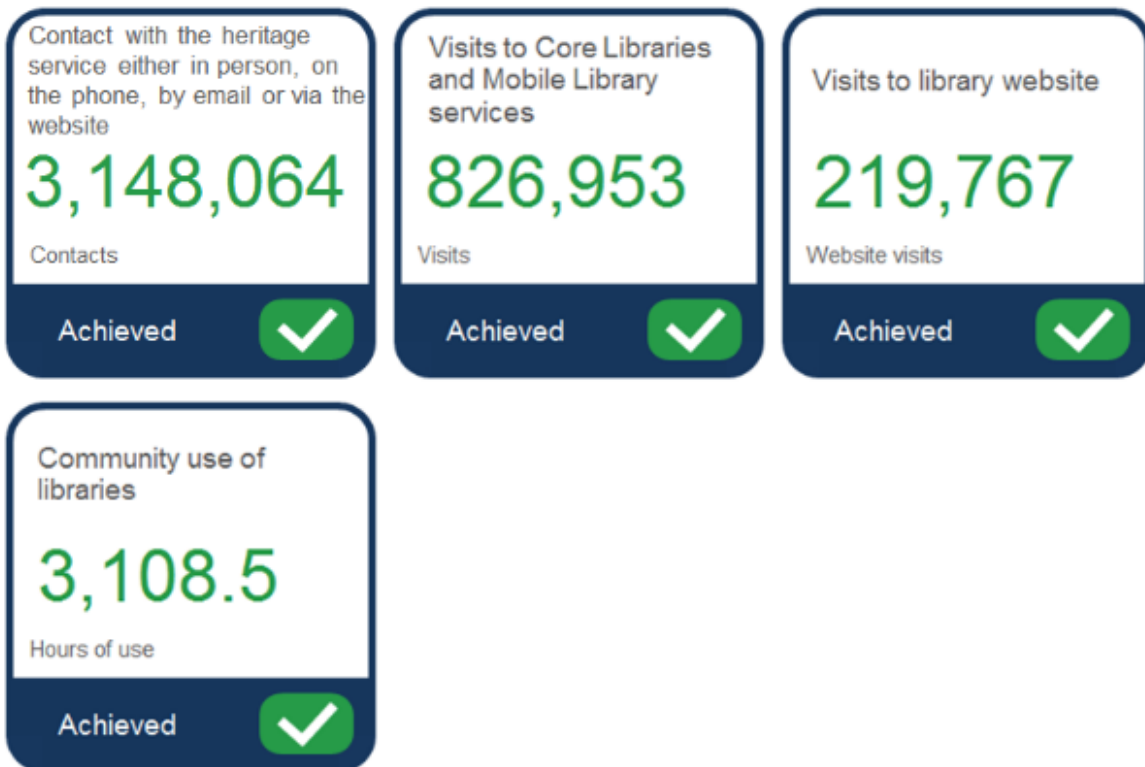 Contact with the heritage
service either in person, on
the phone, by email or via the
website
3,148,064
Contacts
Achieved
Visits to Core Libraries
and Mobile Library
services
826,953
Visits
Achieved
Visits to library website
219,767
Website visits
Achieved
Community use of
libraries
3,108.5
Hours of use
Achieved